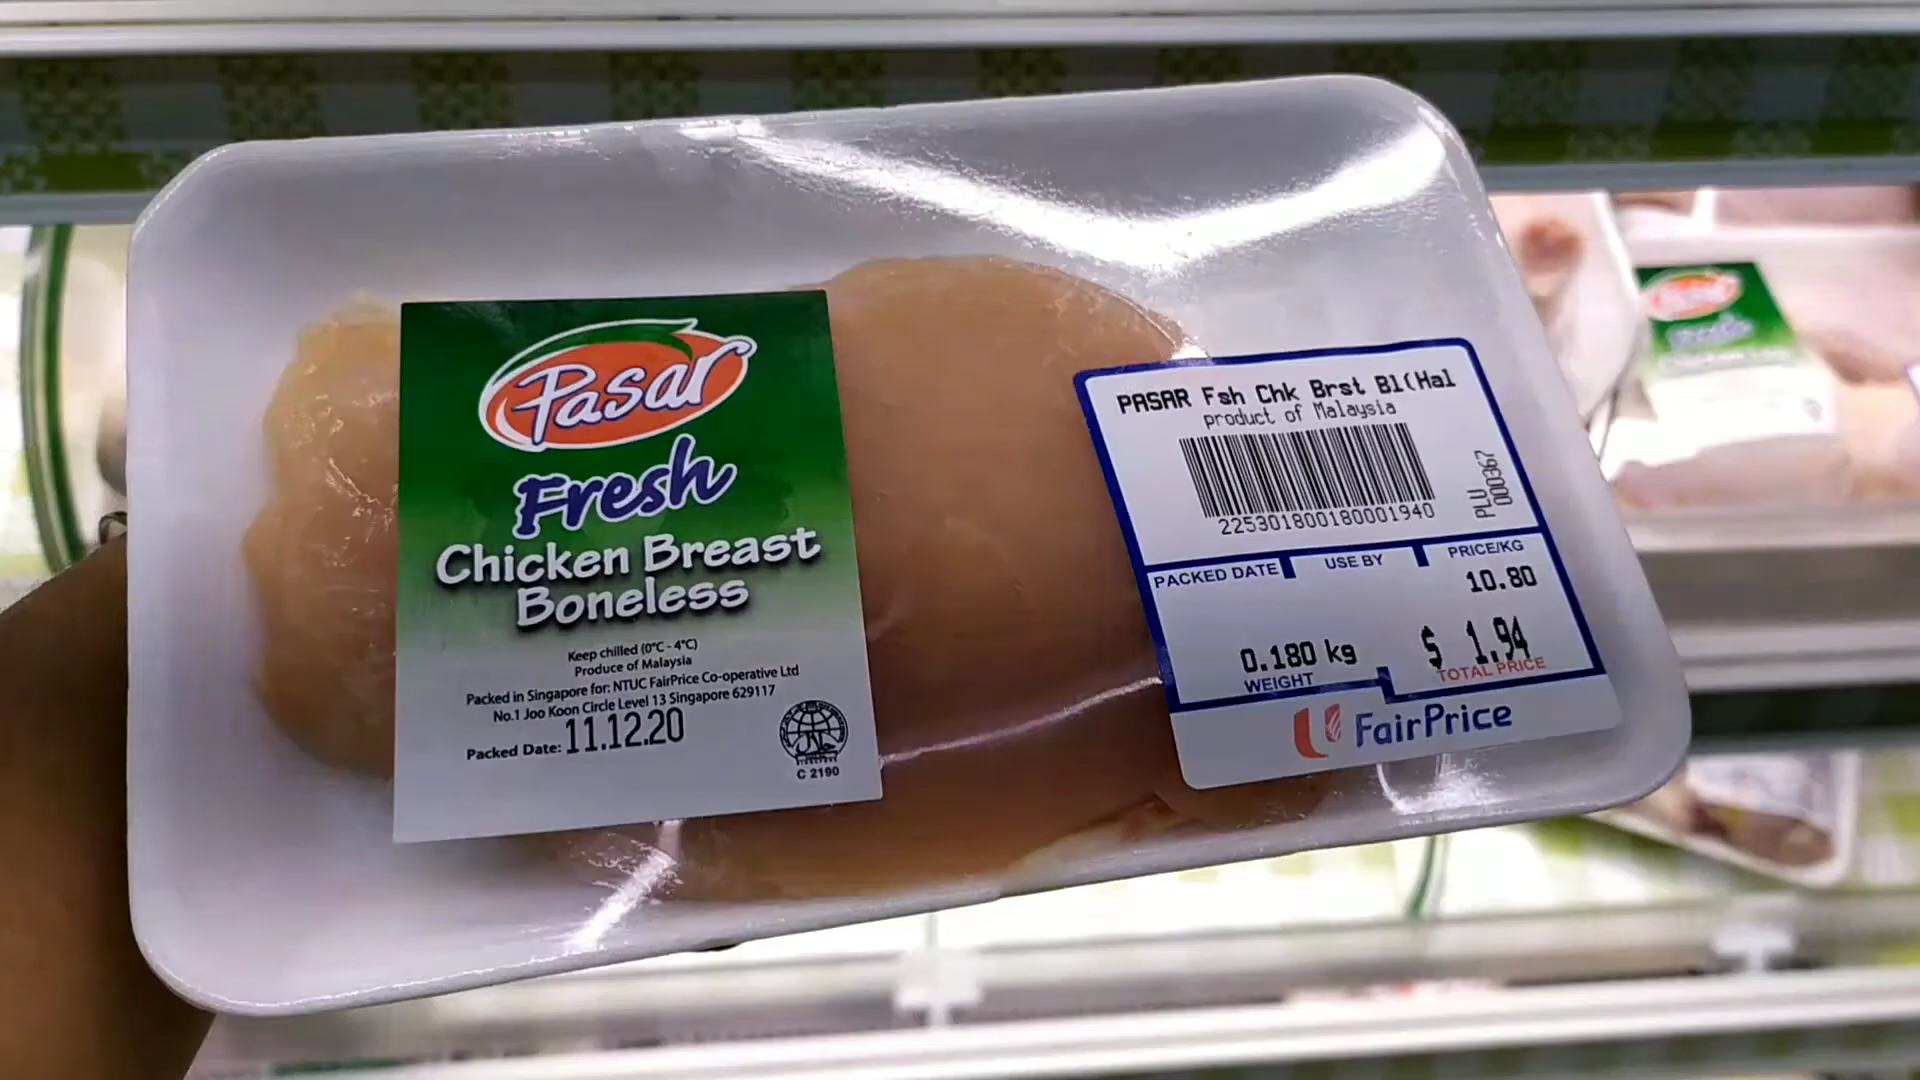 Pasar
Fresh
Chicken Breast
Boneless
Keep chilled (0°C - 4°C)
Produce of Malaysia
Packed in Singapore for: NTUC FairPrice Co-operative Ltd
No.1 Joo Koon Circle Level 13 Singapore 629117
Packed Date: 11.12.20
C 2190
PASAR Fsh Chk Brst Bl(Hal
product of Malaysia
225301800180001940
PLU
000367
PACKED DATE USE BY PRICE/KG
10.80
0.180 kg $ 1.94
WEIGHT TOTAL PRICE
FairPrice